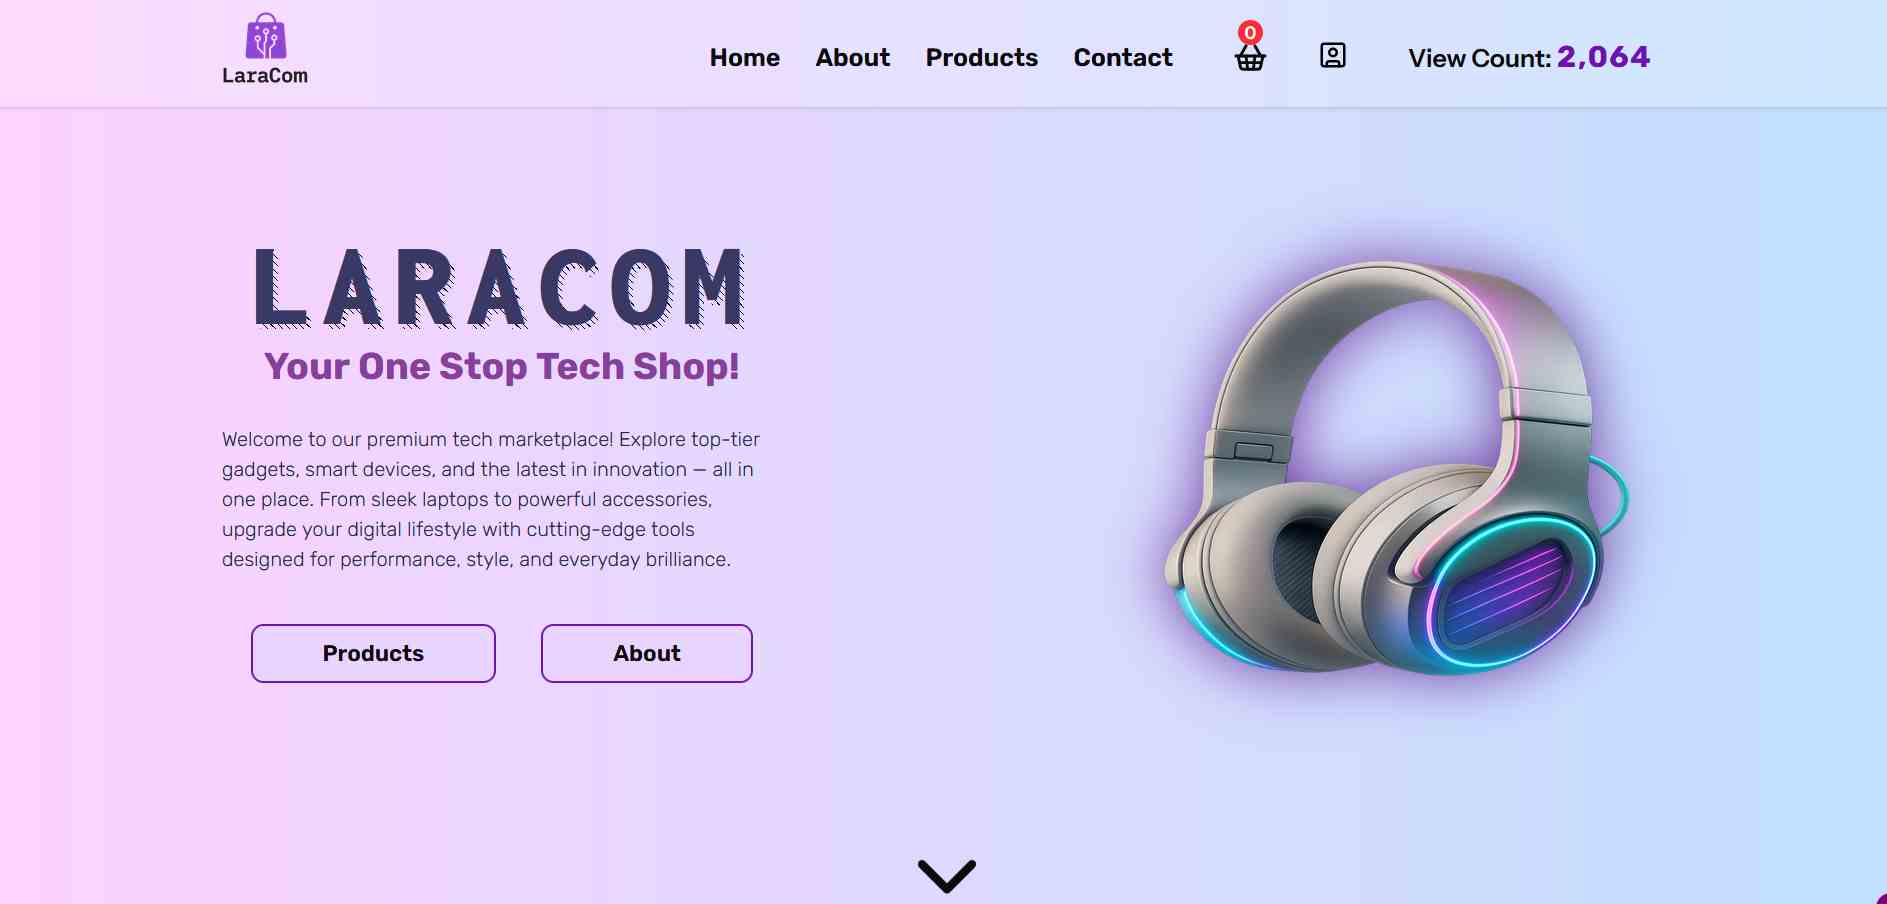 LaraCom
Home About Products Contact 0 View Count: 2,064
LARACOM
Your One Stop Tech Shop!
Welcome to our premium tech marketplace! Explore top-tier
gadgets, smart devices, and the latest in innovation — all in
one place. From sleek laptops to powerful accessories,
upgrade your digital lifestyle with cutting-edge tools
designed for performance, style, and everyday brilliance.
Products About